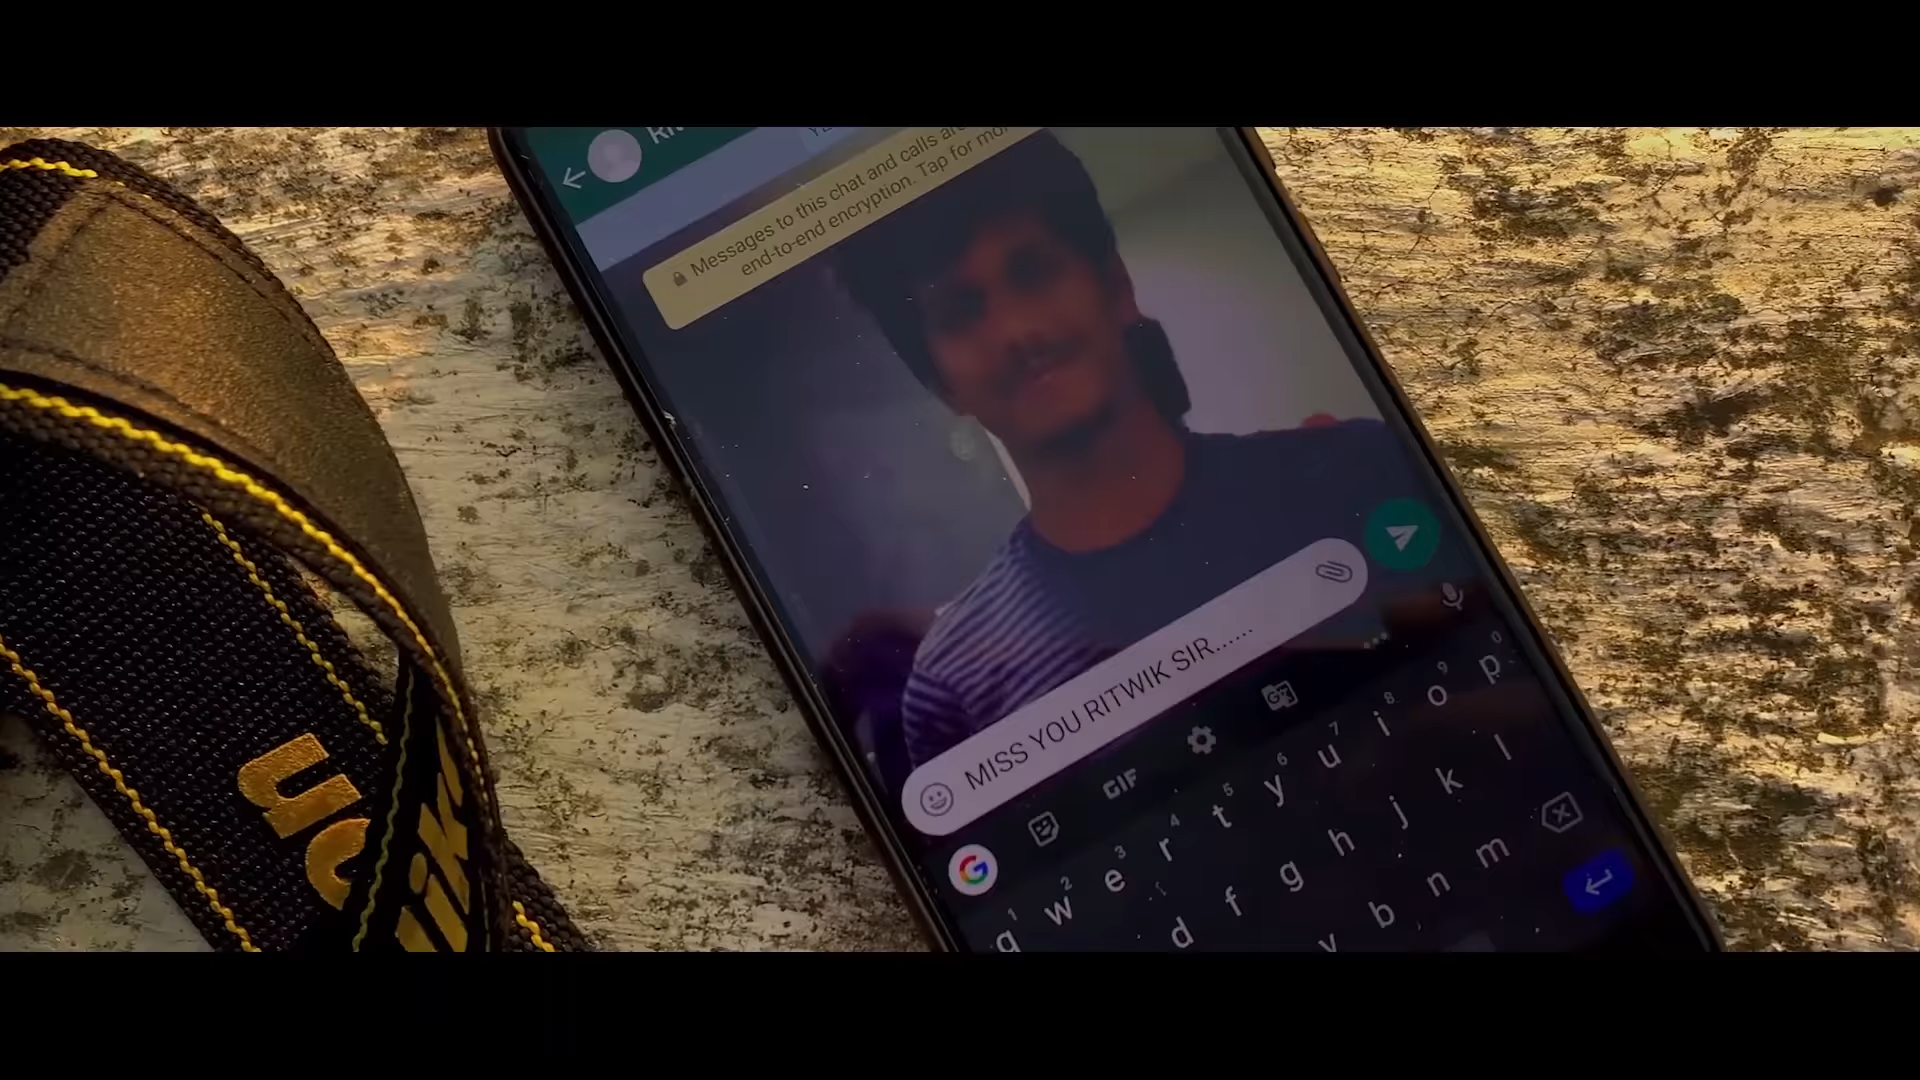 Messages to this chat and calls are
end-to-end encryption. Tap for more
MISS YOU RITWIK SIR......
GIF
1 2 3 4 5 6 7 8 9 0
q w e r t y u i o p
d f g h j k l
v b n m